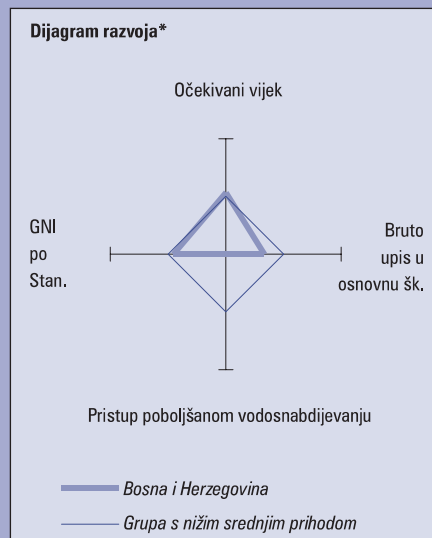 Dijagram razvoja*
Očekivani vijek
GNI
po
Stan.
Bruto
upis u
osnovnu šk.
Pristup poboljšanom vodosnabdijevanju
Bosna i Herzegovina
Grupa s nižim srednjim prihodom